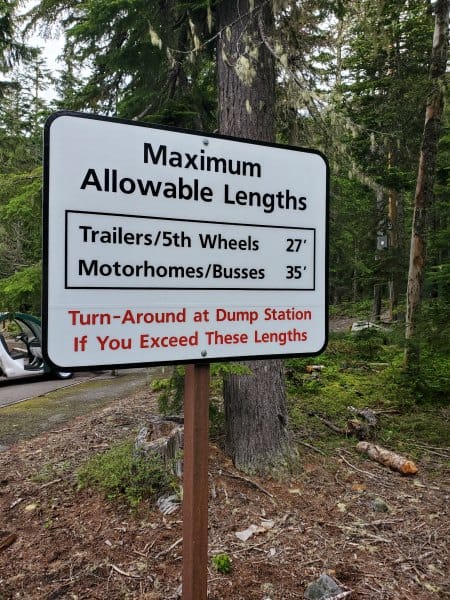 Maximum
Allowable Lengths
Trailers/5th Wheels 27'
Motorhomes/Busses 35'
Turn-Around at Dump Station
If You Exceed These Lengths